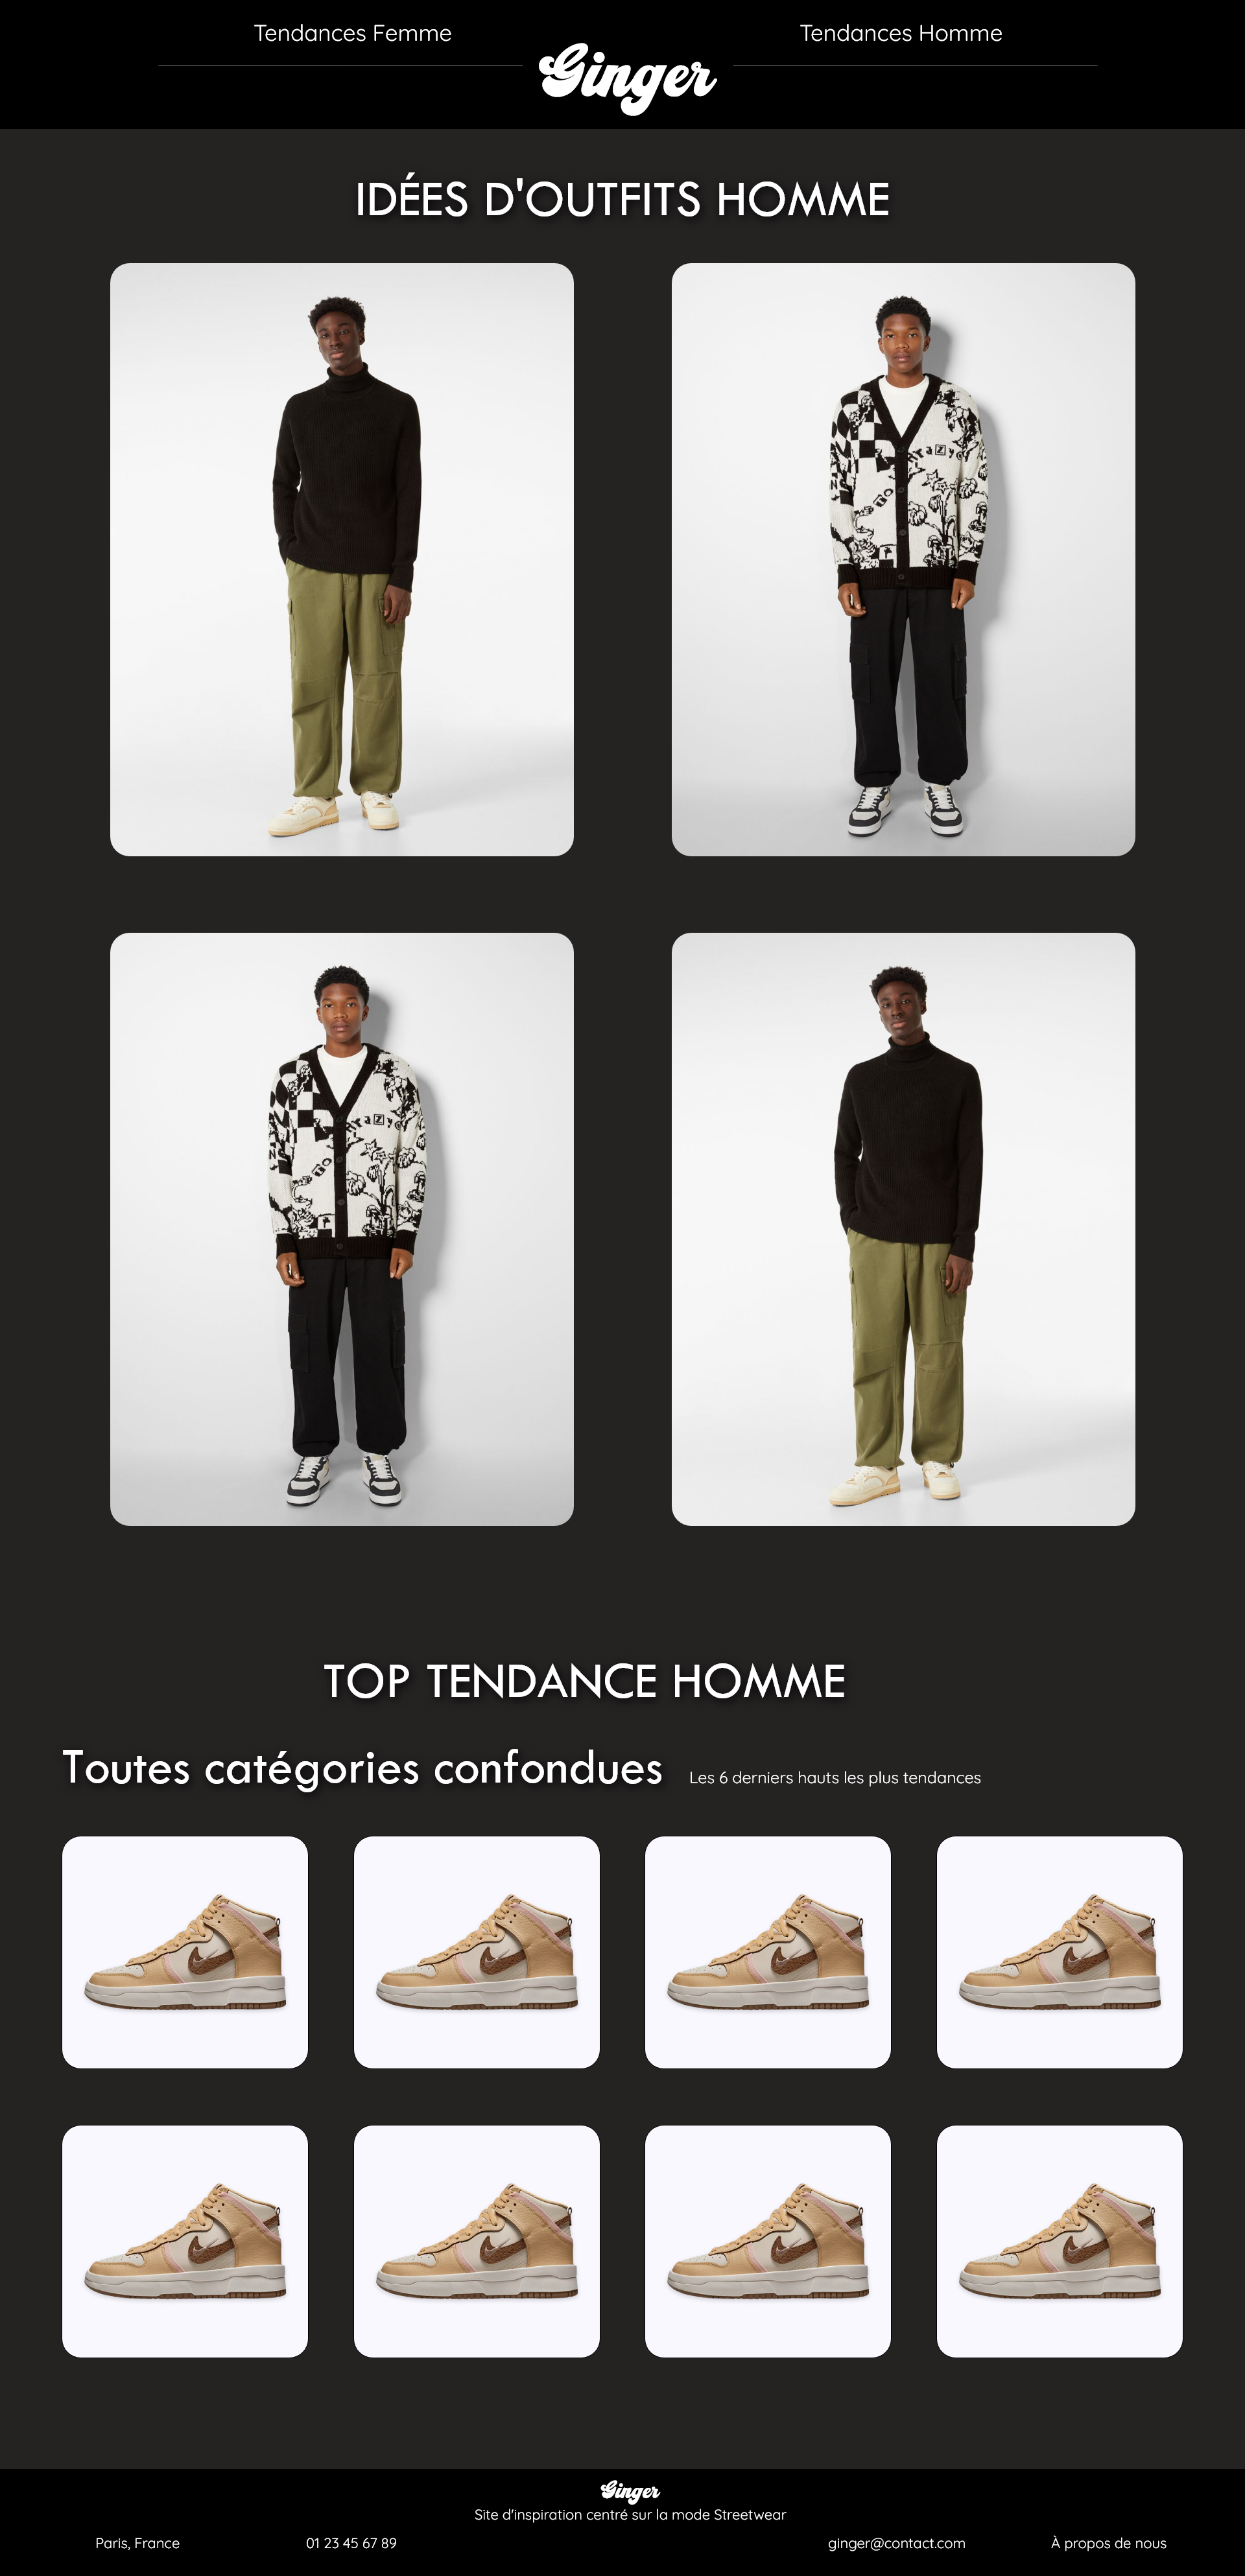 Tendances Femme
Ginger
Tendances Homme
IDÉES D'OUTFITS HOMME
TOP TENDANCE HOMME
Toutes catégories confondues
Les 6 derniers hauts les plus tendances
Ginger
Site d'inspiration centré sur la mode Streetwear
Paris, France
01 23 45 67 89
ginger@contact.com
À propos de nous